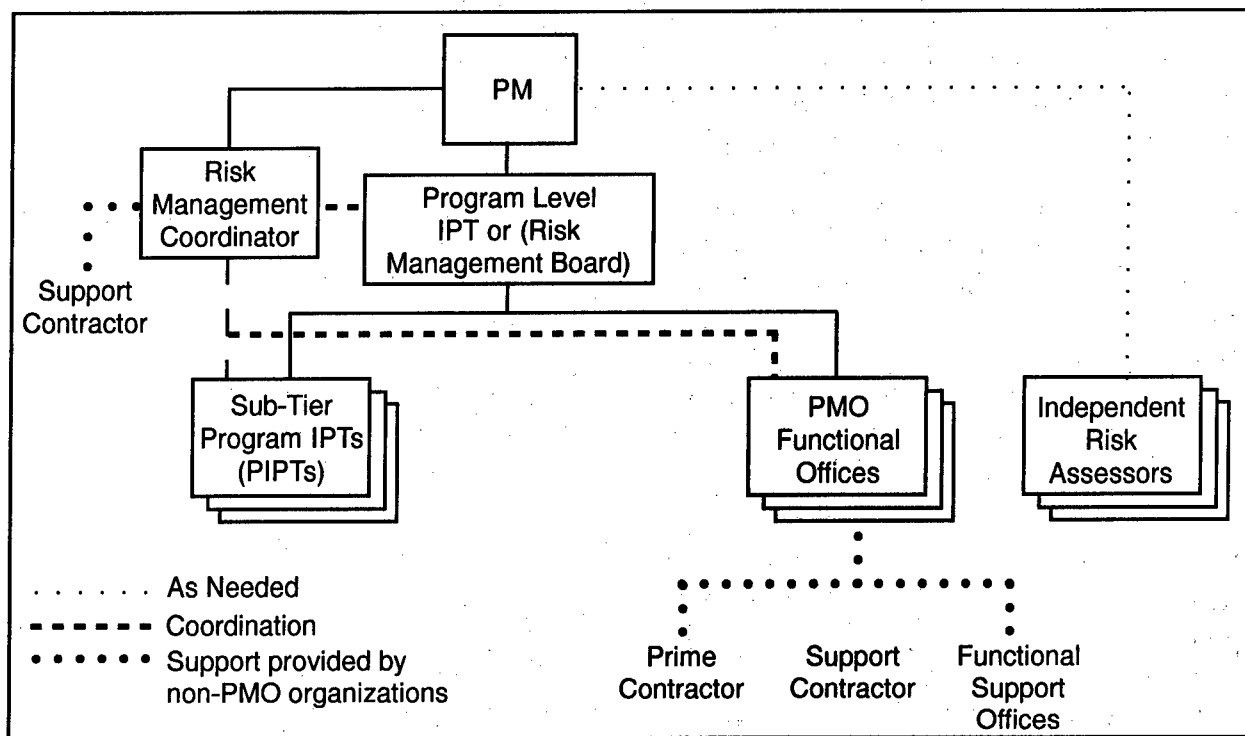 PM
Risk
Management
Coordinator
Program Level
IPT or (Risk
Management Board)
Support
Contractor
Sub-Tier
Program IPTs
(PIPTs)
PMO
Functional
Offices
Independent
Risk
Assessors
As Needed
Coordination
Support provided by
non-PMO organizations
Prime
Contractor
Support
Contractor
Functional
Support
Offices